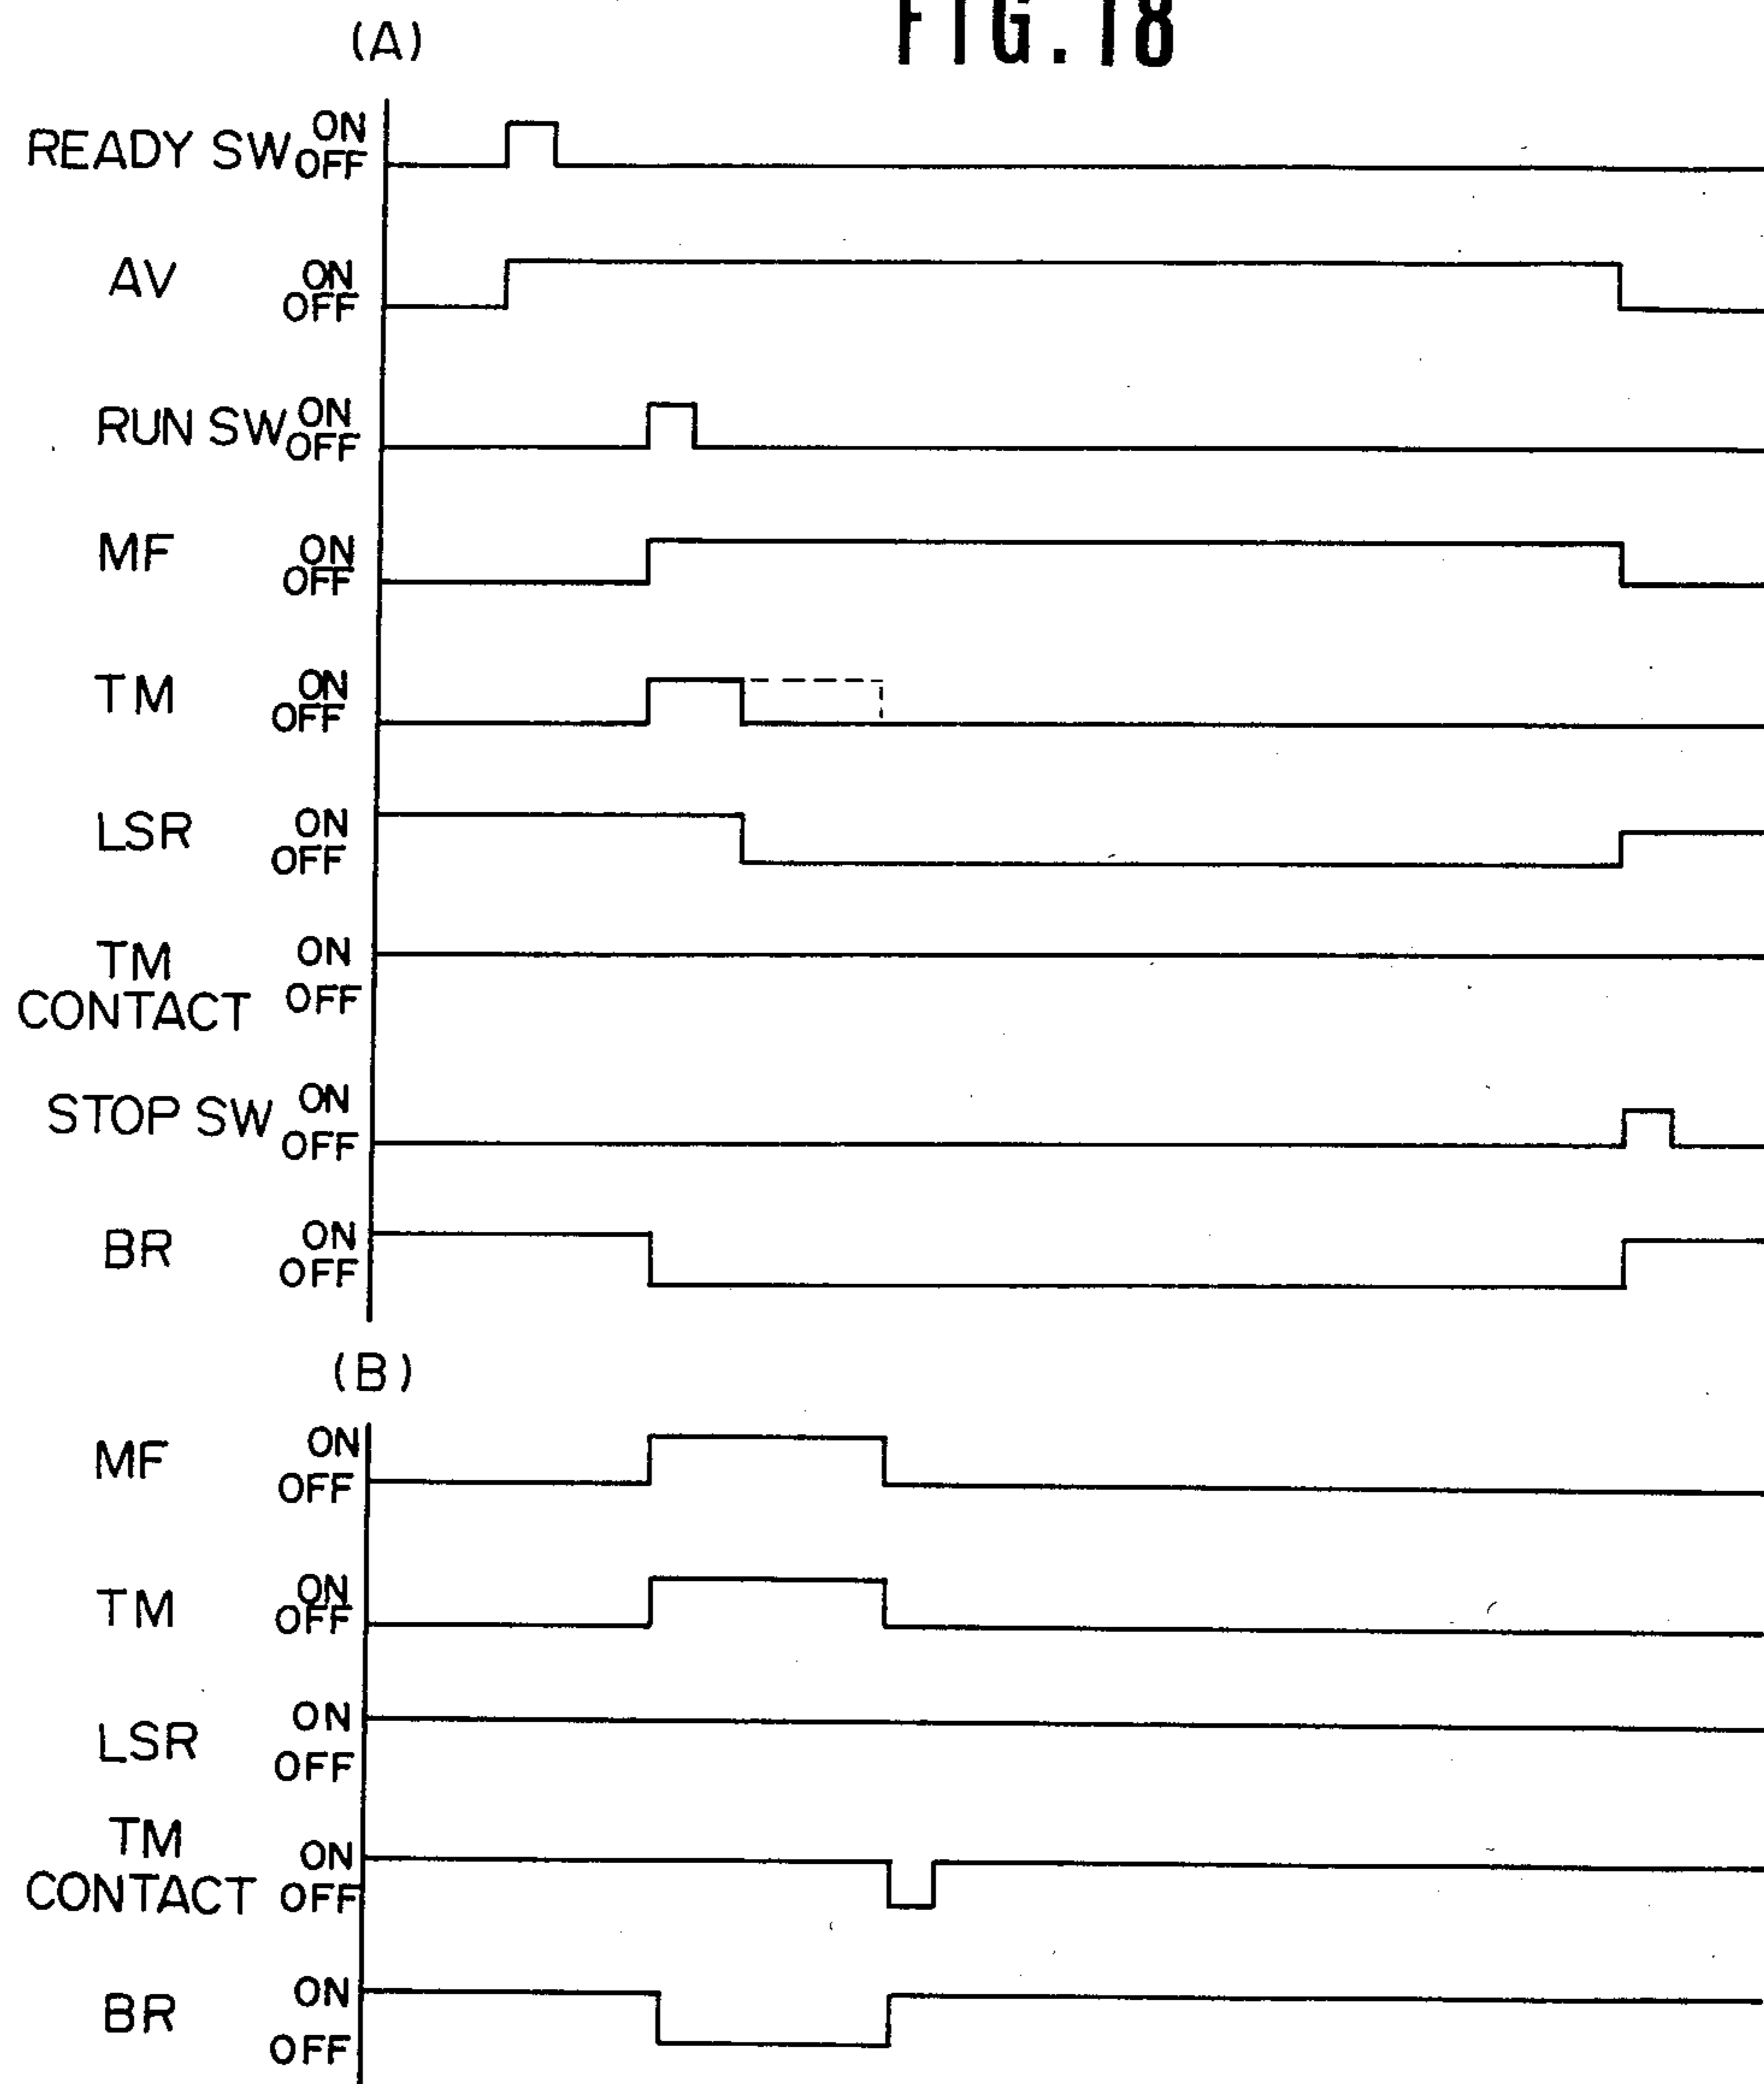 FIG. 18
(A)
READY SW ON
OFF
AV ON
OFF
RUN SW ON
OFF
MF ON
OFF
TM ON
OFF
LSR ON
OFF
TM CONTACT ON
OFF
STOP SW ON
OFF
BR ON
OFF
(B)
MF ON
OFF
TM ON
OFF
LSR ON
OFF
TM CONTACT ON
OFF
BR ON
OFF